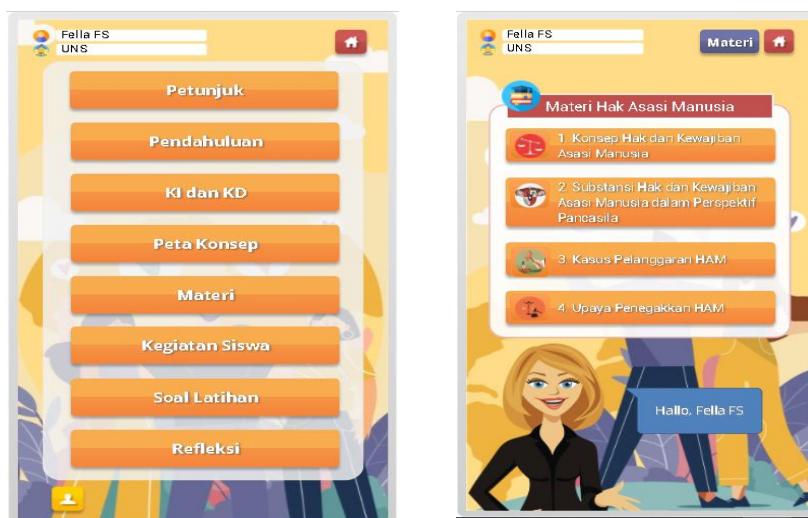 Fella FS
UNS
Petunjuk
Pendahuluan
KI dan KD
Peta Konsep
Materi
Kegiatan Siswa
Soal Latihan
Refleksi
Fella FS
UNS
Materi
Materi Hak Asasi Manusia
1. Konsep Hak dan Kewajiban
Asasi Manusia
2. Substansi Hak dan Kewajiban
Asasi Manusia dalam Perspektif
Pancasila
3. Kasus Pelanggaran HAM
4. Upaya Penegakkan HAM
Hallo, Fella FS